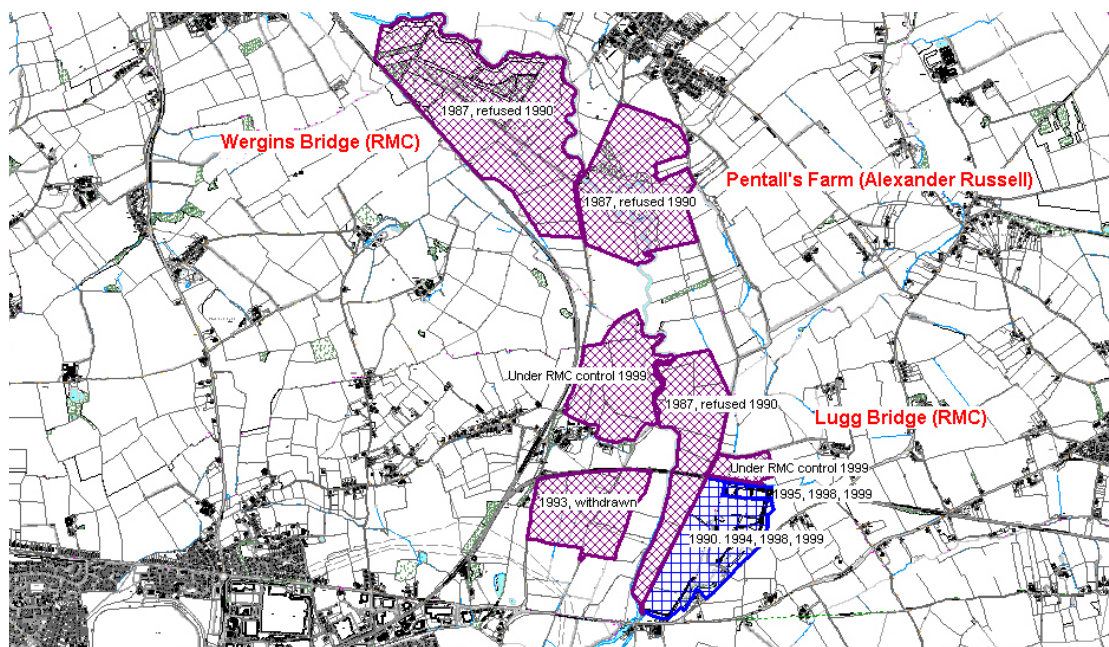 1987, refused 1990
Wergins Bridge (RMC)
Pentall's Farm (Alexander Russell)
1987, refused 1990
Under RMC control 1999
1987, refused 1990
Lugg Bridge (RMC)
Under RMC control 1999
1995, 1998, 1999
1993, withdrawn
1990. 1994, 1998, 1999